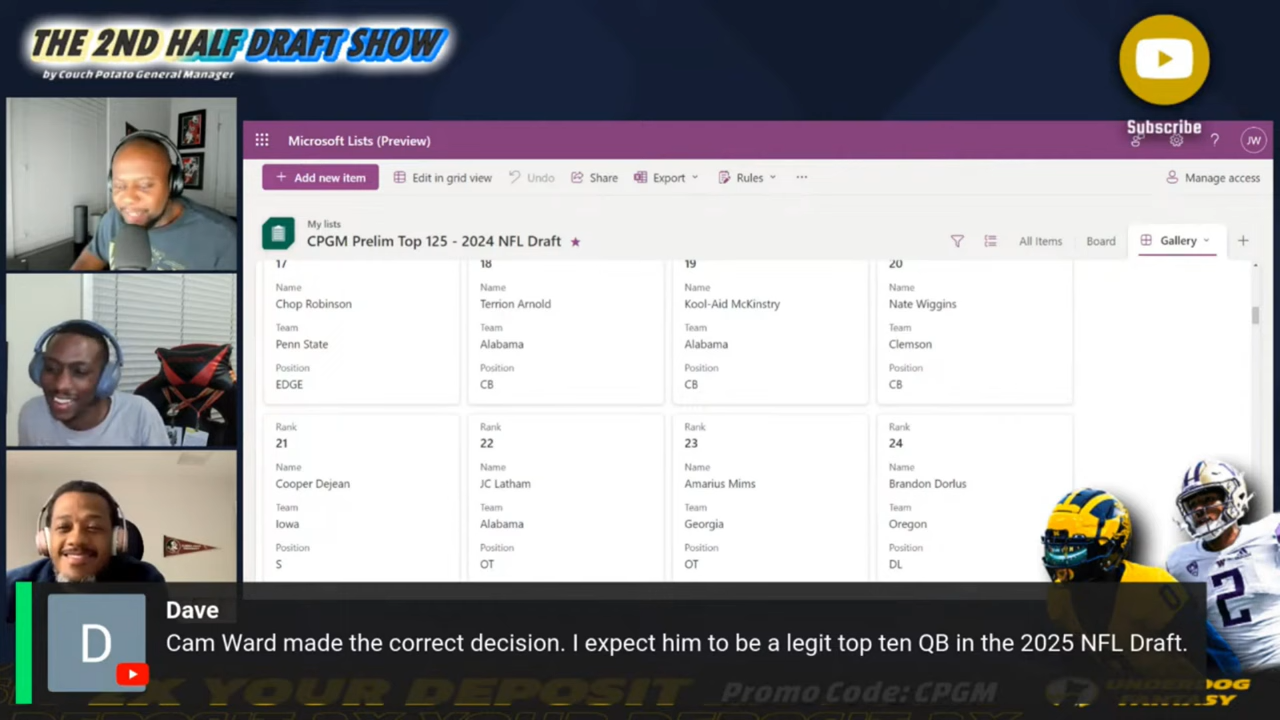 THE 2ND HALF DRAFT SHOW
by Couch Potato General Manager
Subscribe
Microsoft Lists (Preview)
?
JW
+ Add new item
Edit in grid view
Undo
Share
Export
Rules
...
Manage access
My lists
CPGM Prelim Top 125 - 2024 NFL Draft ★
All Items
Board
Gallery
+
17
18
19
20
Name
Name
Name
Name
Chop Robinson
Terrion Arnold
Kool-Aid McKinstry
Nate Wiggins
Team
Team
Team
Team
Penn State
Alabama
Alabama
Clemson
Position
Position
Position
Position
EDGE
CB
CB
CB
Rank
Rank
Rank
Rank
21
22
23
24
Name
Name
Name
Name
Cooper Dejean
JC Latham
Amarius Mims
Brandon Dorlus
Team
Team
Team
Team
Iowa
Alabama
Georgia
Oregon
Position
Position
Position
Position
S
OT
OT
DL
W
2
D
Dave
Cam Ward made the correct decision. I expect him to be a legit top ten QB in the 2025 NFL Draft.
YOUR DEPOSIT
Promo Code: CPGM
UNDERDOG
FANTASY